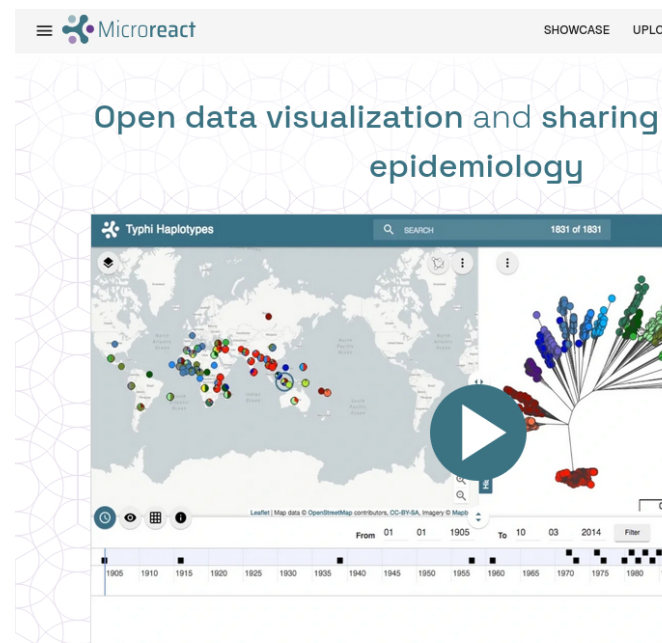 Microreact
SHOWCASE
Open data visualization and sharing
epidemiology
Typhi Haplotypes
SEARCH
1831 of 1831
Leaflet | Map data © OpenStreetMap contributors, CC-BY-SA, Imagery © Mapb
From 01 01 1905 To 10 03 2014 Filter
1905 1910 1915 1920 1925 1930 1935 1940 1945 1950 1955 1960 1965 1970 1975 1980